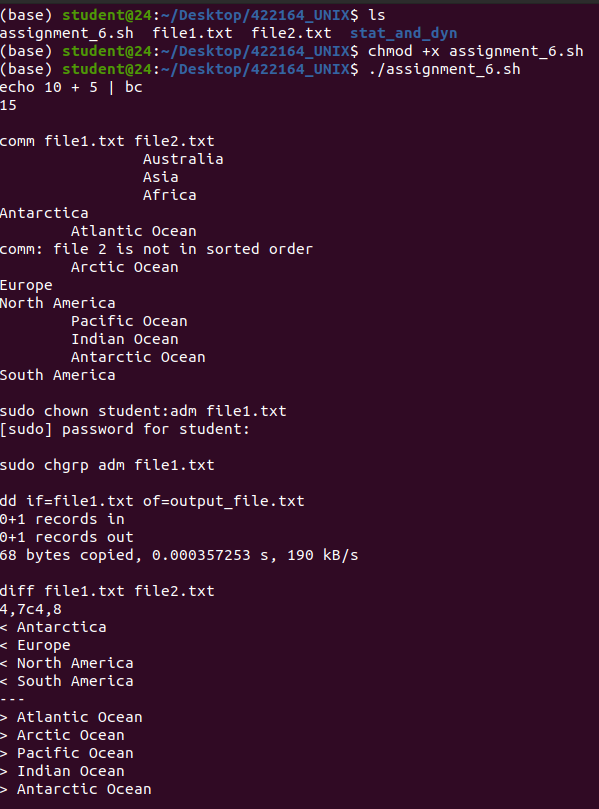 (base) student@24:~/Desktop/422164_UNIX$ ls
assignment_6.sh  file1.txt  file2.txt  stat_and_dyn
(base) student@24:~/Desktop/422164_UNIX$ chmod +x assignment_6.sh
(base) student@24:~/Desktop/422164_UNIX$ ./assignment_6.sh
echo 10 + 5 | bc
15

comm file1.txt file2.txt
                Australia
                Asia
                Africa
Antarctica
        Atlantic Ocean
comm: file 2 is not in sorted order
        Arctic Ocean
Europe
North America
        Pacific Ocean
        Indian Ocean
        Antarctic Ocean
South America

sudo chown student:adm file1.txt
[sudo] password for student:

sudo chgrp adm file1.txt

dd if=file1.txt of=output_file.txt
0+1 records in
0+1 records out
68 bytes copied, 0.000357253 s, 190 kB/s

diff file1.txt file2.txt
4,7c4,8
< Antarctica
< Europe
< North America
< South America
---
> Atlantic Ocean
> Arctic Ocean
> Pacific Ocean
> Indian Ocean
> Antarctic Ocean